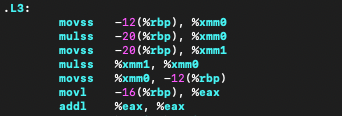 .L3:
movss -12(%rbp), %xmm0
mulss -20(%rbp), %xmm0
movss -20(%rbp), %xmm1
mulss %xmm1, %xmm0
movss %xmm0, -12(%rbp)
movl -16(%rbp), %eax
addl %eax, %eax